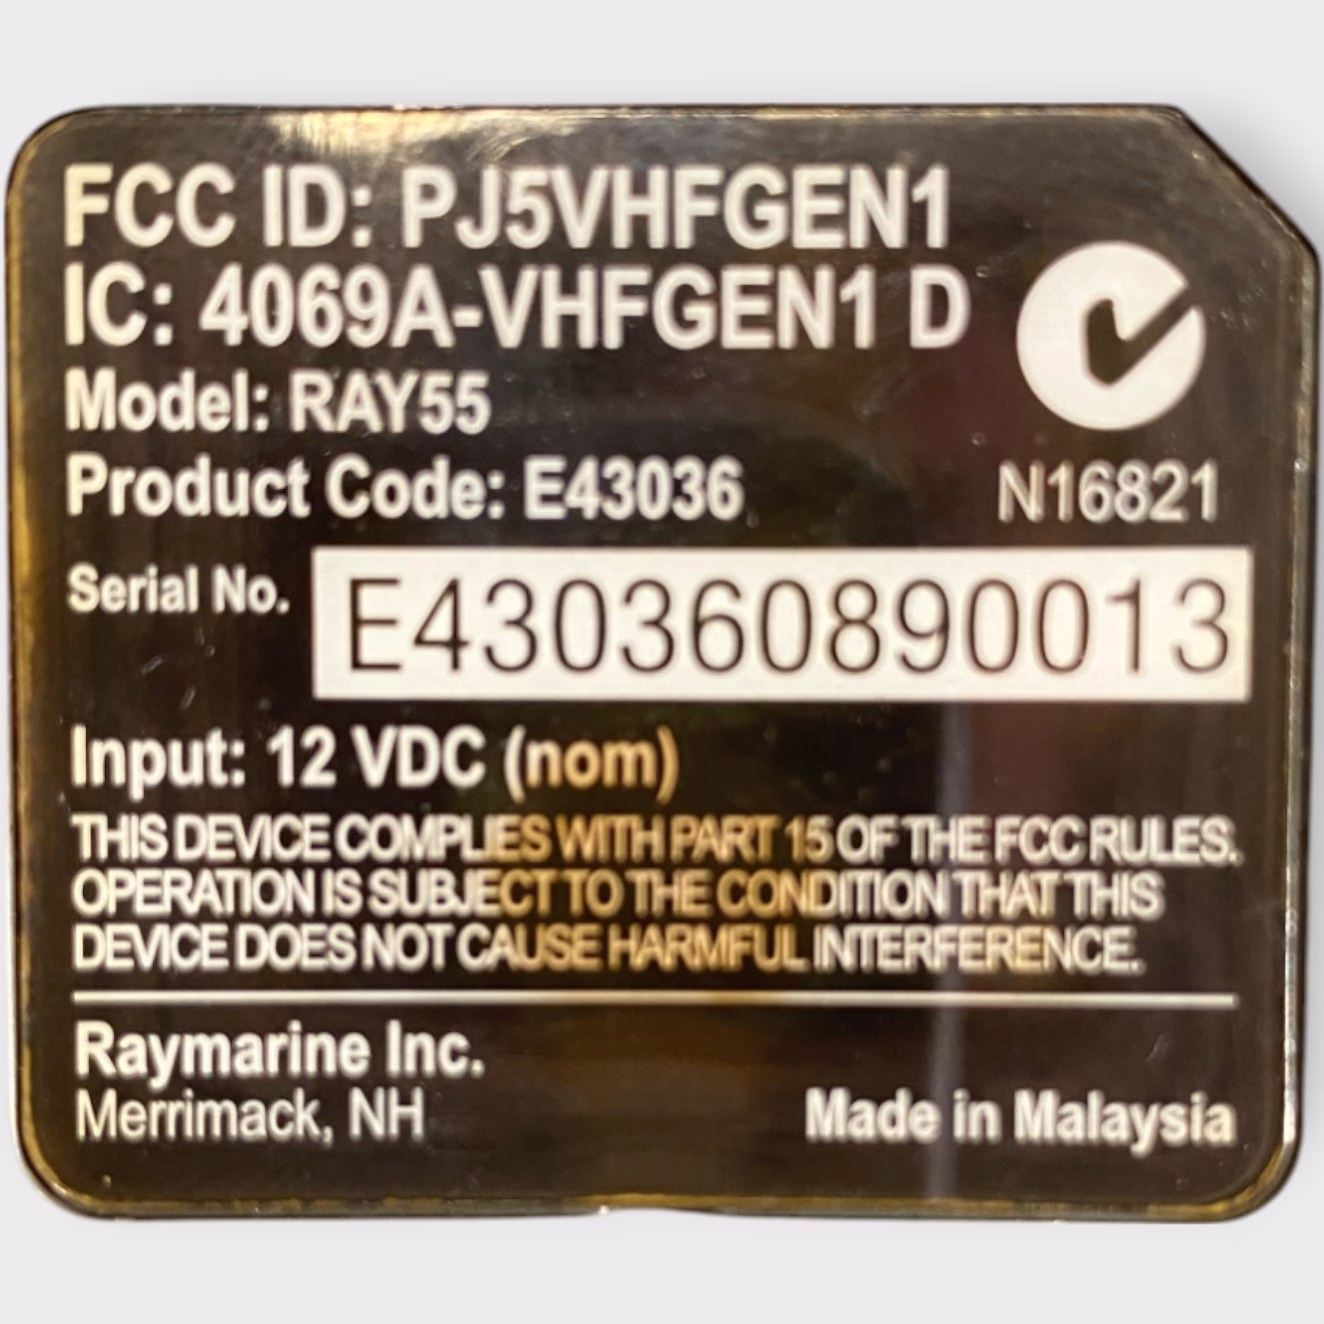 FCC ID: PJ5VHFGEN1
IC: 4069A-VHFGEN1 D
Model: RAY55
Product Code: E43036
N16821
Serial No. E430360890013
Input: 12 VDC (nom)
THIS DEVICE COMPLIES WITH PART 15 OF THE FCC RULES.
OPERATION IS SUBJECT TO THE CONDITION THAT THIS
DEVICE DOES NOT CAUSE HARMFUL INTERFERENCE.
Raymarine Inc.
Merrimack, NH
Made in Malaysia